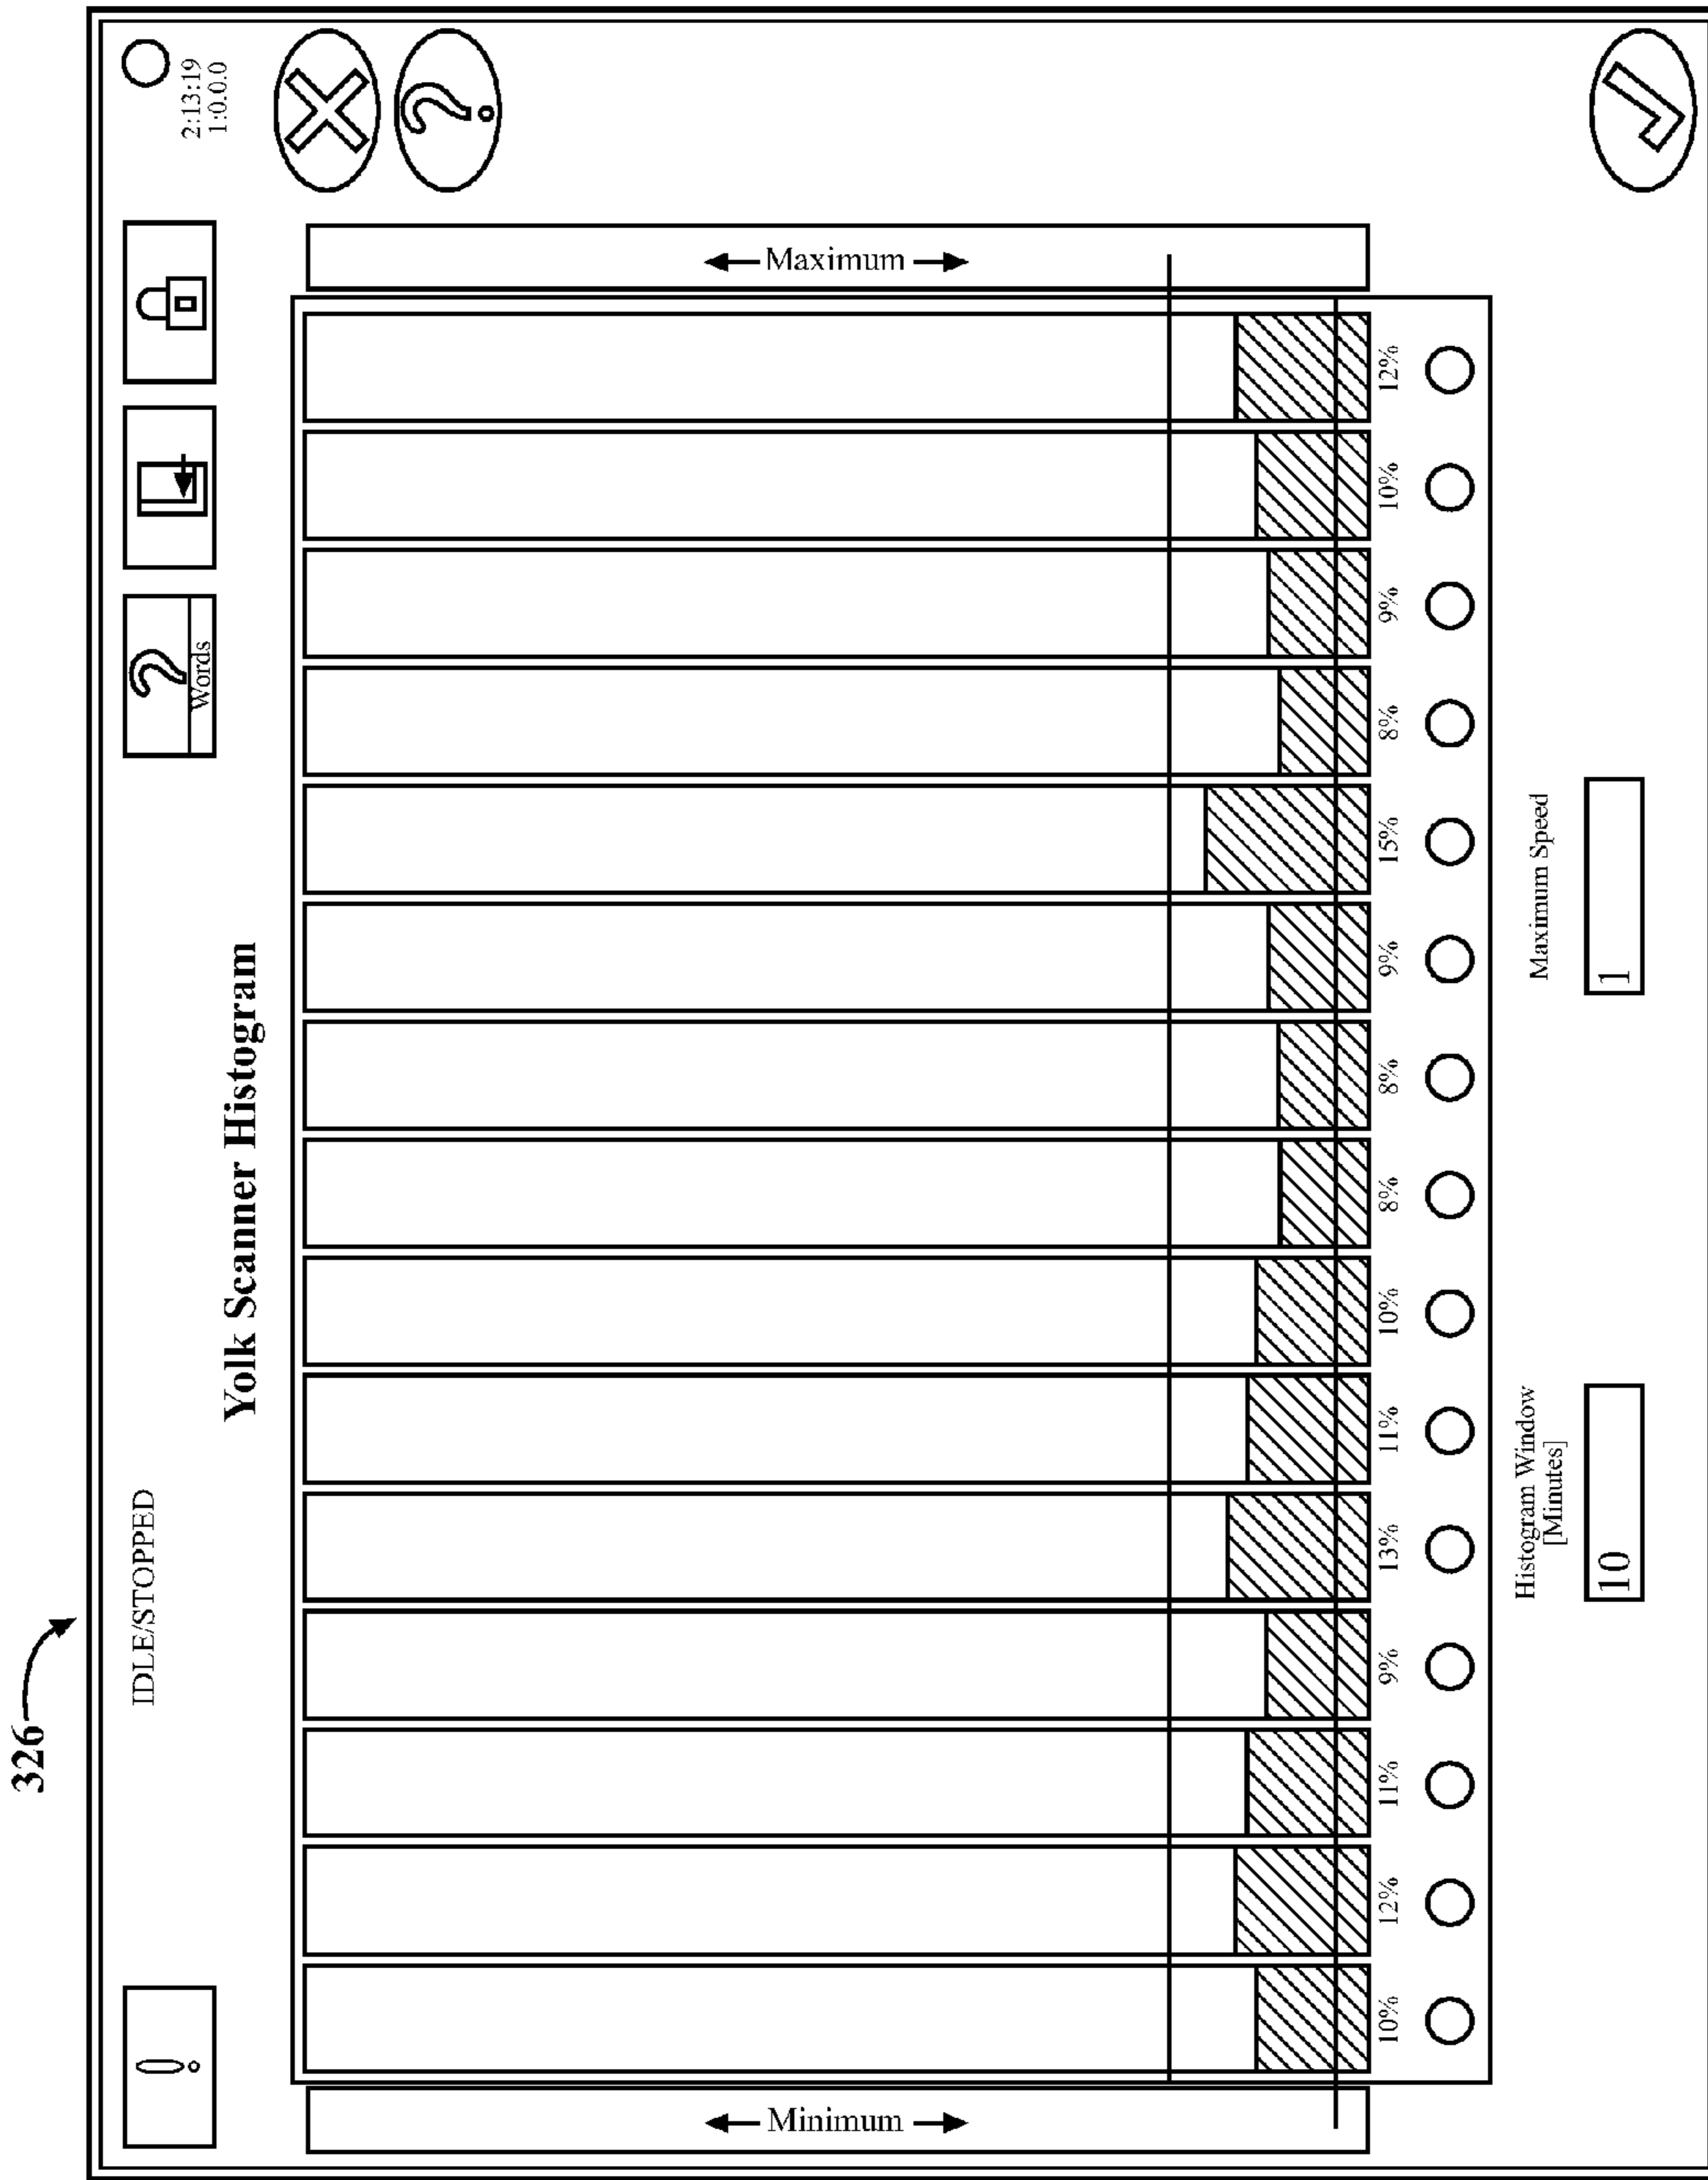 326
IDLE/STOPPED
2:13:19
1:0.0.0
Words
Yolk Scanner Histogram
Minimum
Maximum
10% 12% 11% 9% 13% 11% 10% 8% 8% 9% 15% 8% 9% 10% 12%
Histogram Window
[Minutes]
10
Maximum Speed
1